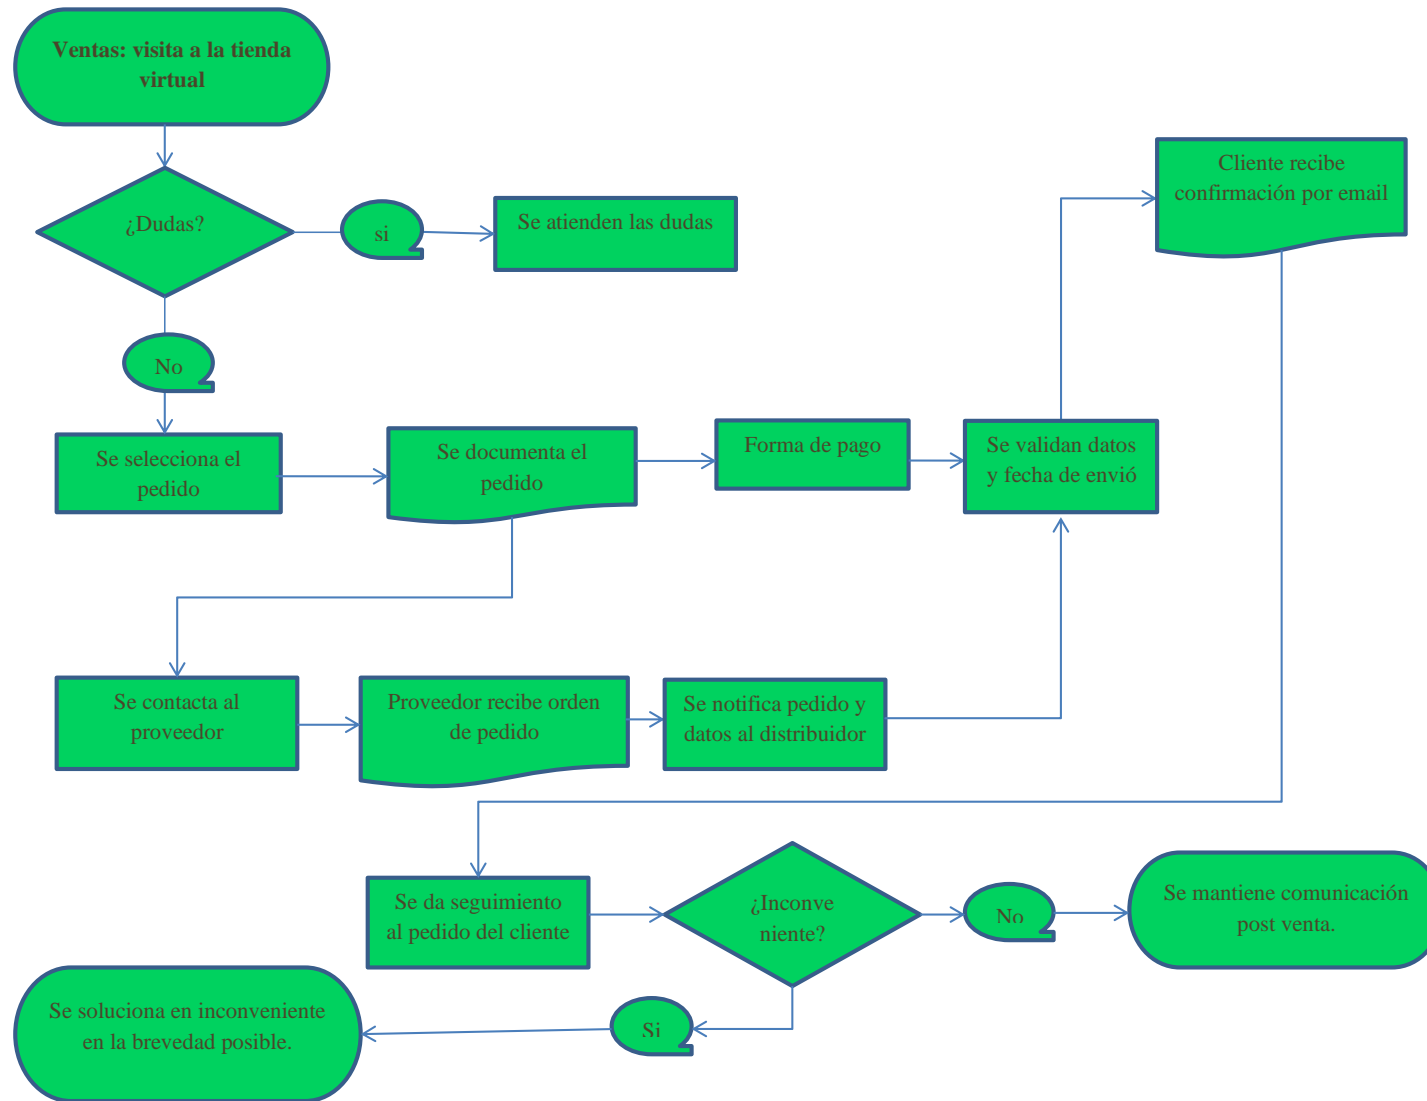 Ventas: visita a la tienda
virtual
¿Dudas?
si
Se atienden las dudas
Cliente recibe
confirmación por email
No
Se selecciona el
pedido
Se documenta el
pedido
Forma de pago
Se validan datos
y fecha de envió
Se contacta al
proveedor
Proveedor recibe orden
de pedido
Se notifica pedido y
datos al distribuidor
Se da seguimiento
al pedido del cliente
¿Inconve
niente?
No
Se mantiene comunicación
post venta.
Si
Se soluciona en inconveniente
en la brevedad posible.